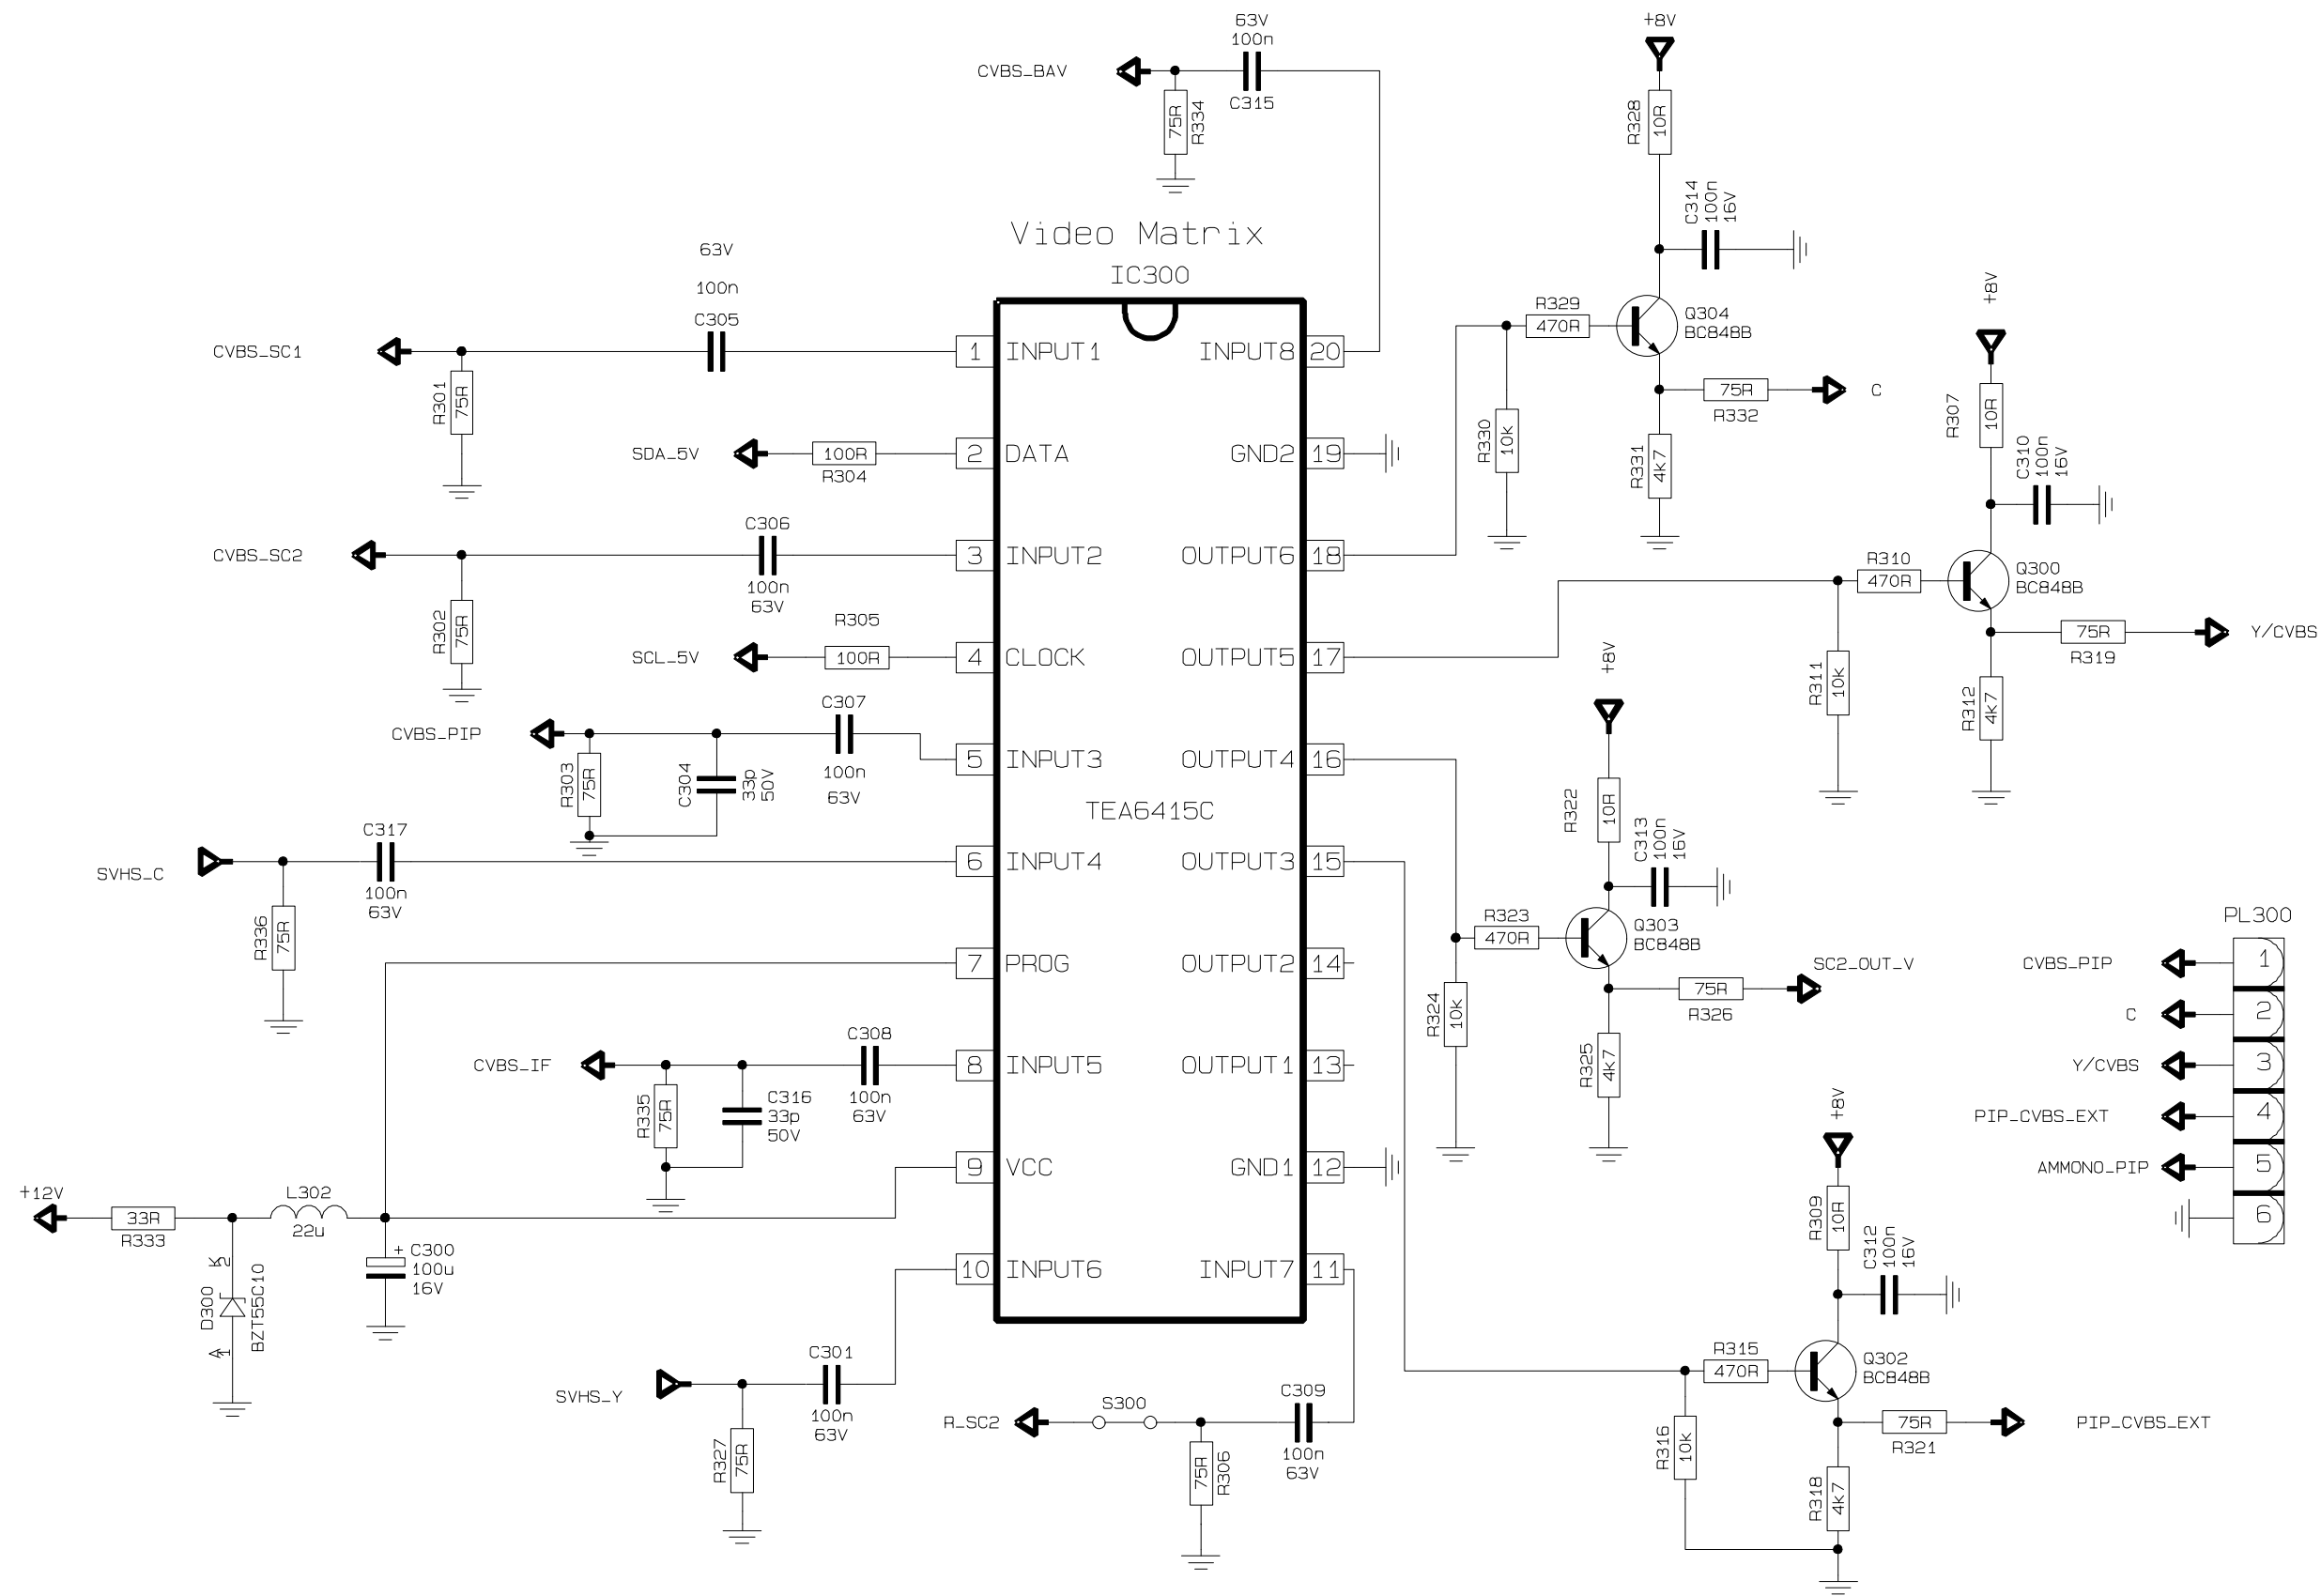 63V
100n
C315
CVBS_BAV
75R
R334
+8V
R328
10R
C314
100n
16V
Video Matrix
IC300
63V
100n
C305
CVBS_SC1
R301
75R
SDA_5V
100R
R304
CVBS_SC2
C306
100n
63V
R302
75R
R305
SCL_5V
100R
CVBS_PIP
C307
100n
63V
R303
75R
C304
33p
50V
SVHS_C
C317
100n
63V
R336
75R
CVBS_IF
C308
100n
63V
R335
75R
C316
33p
50V
+12V
33R
R333
L302
22u
+ C300
100u
16V
K
2
D300
BZT55C10
A
1
SVHS_Y
C301
100n
63V
R327
75R
R_SC2
S300
C309
100n
63V
75R
R306
1 INPUT1
2 DATA
3 INPUT2
4 CLOCK
5 INPUT3
TEA6415C
6 INPUT4
7 PROG
8 INPUT5
9 VCC
10 INPUT6
INPUT8 20
GND2 19
OUTPUT6 18
OUTPUT5 17
OUTPUT4 16
OUTPUT3 15
OUTPUT2 14
OUTPUT1 13
GND1 12
INPUT7 11
R329
470R
Q304
BC848B
R330
10k
R331
4k7
75R
R332
C
+8V
R307
10R
C310
100n
16V
R310
470R
Q300
BC848B
R311
10k
R312
4k7
75R
R319
Y/CVBS
+8V
R322
10R
C313
100n
16V
R323
470R
Q303
BC848B
R324
10k
R325
4k7
75R
R326
SC2_OUT_V
+8V
R309
10R
C312
100n
16V
R315
470R
Q302
BC848B
R316
10k
R318
4k7
75R
R321
PIP_CVBS_EXT
PL300
CVBS_PIP 1
C 2
Y/CVBS 3
PIP_CVBS_EXT 4
AMMONO_PIP 5
6